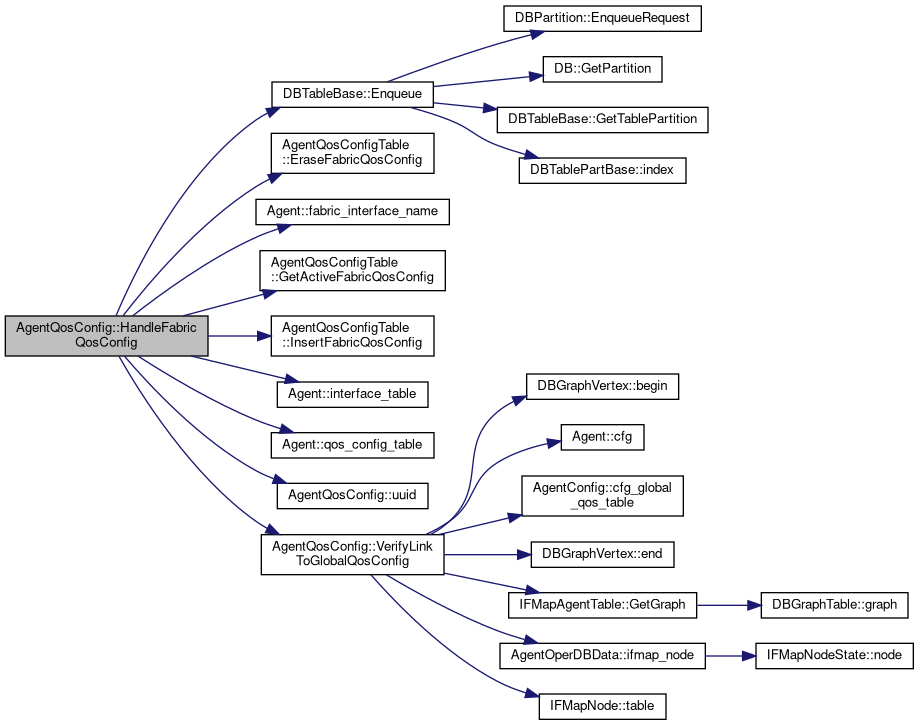 AgentQosConfig::HandleFabric
QosConfig
DBTableBase::Enqueue
DBPartition::EnqueueRequest
DB::GetPartition
DBTableBase::GetTablePartition
DBTablePartBase::index
AgentQosConfigTable
::EraseFabricQosConfig
Agent::fabric_interface_name
AgentQosConfigTable
::GetActiveFabricQosConfig
AgentQosConfigTable
::InsertFabricQosConfig
Agent::interface_table
Agent::qos_config_table
AgentQosConfig::uuid
AgentQosConfig::VerifyLink
ToGlobalQosConfig
DBGraphVertex::begin
Agent::cfg
AgentConfig::cfg_global
_qos_table
DBGraphVertex::end
IFMapAgentTable::GetGraph
DBGraphTable::graph
AgentOperDBData::ifmap_node
IFMapNodeState::node
IFMapNode::table